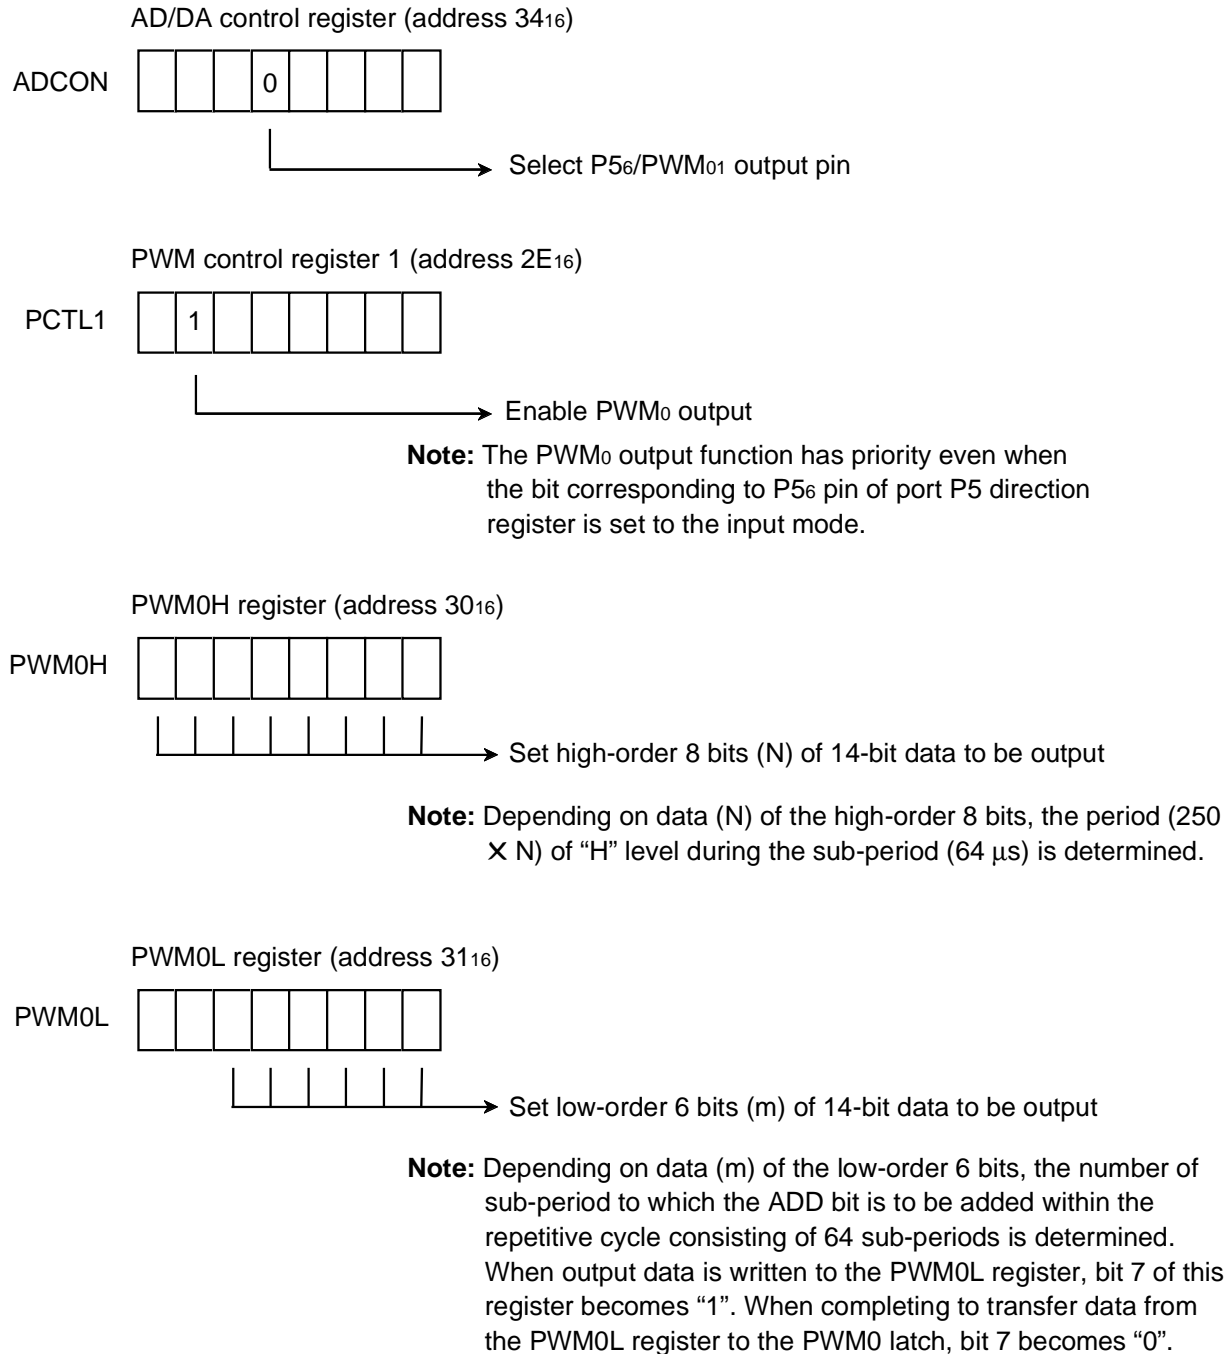 AD/DA control register (address 34₁₆)
ADCON
0
Select P5₆/PWM₀₁ output pin
PWM control register 1 (address 2E₁₆)
PCTL1
1
Enable PWM₀ output
Note: The PWM₀ output function has priority even when
the bit corresponding to P5₆ pin of port P5 direction
register is set to the input mode.
PWM0H register (address 30₁₆)
PWM0H
Set high-order 8 bits (N) of 14-bit data to be output
Note: Depending on data (N) of the high-order 8 bits, the period (250
✕ N) of “H” level during the sub-period (64 μs) is determined.
PWM0L register (address 31₁₆)
PWM0L
Set low-order 6 bits (m) of 14-bit data to be output
Note: Depending on data (m) of the low-order 6 bits, the number of
sub-period to which the ADD bit is to be added within the
repetitive cycle consisting of 64 sub-periods is determined.
When output data is written to the PWM0L register, bit 7 of this
register becomes “1”. When completing to transfer data from
the PWM0L register to the PWM0 latch, bit 7 becomes “0”.